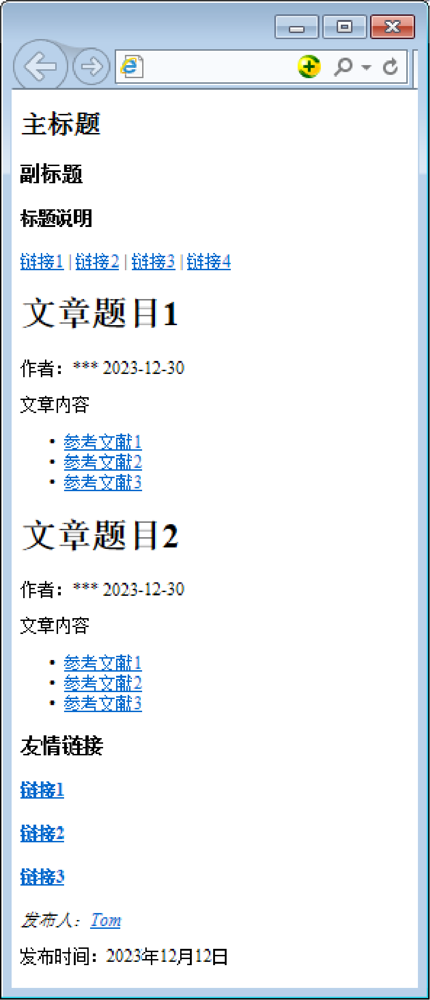 主标题
副标题
标题说明
链接1 | 链接2 | 链接3 | 链接4
文章题目1
作者：*** 2023-12-30
文章内容
• 参考文献1
• 参考文献2
• 参考文献3
文章题目2
作者：*** 2023-12-30
文章内容
• 参考文献1
• 参考文献2
• 参考文献3
友情链接
链接1
链接2
链接3
发布人：Tom
发布时间：2023年12月12日